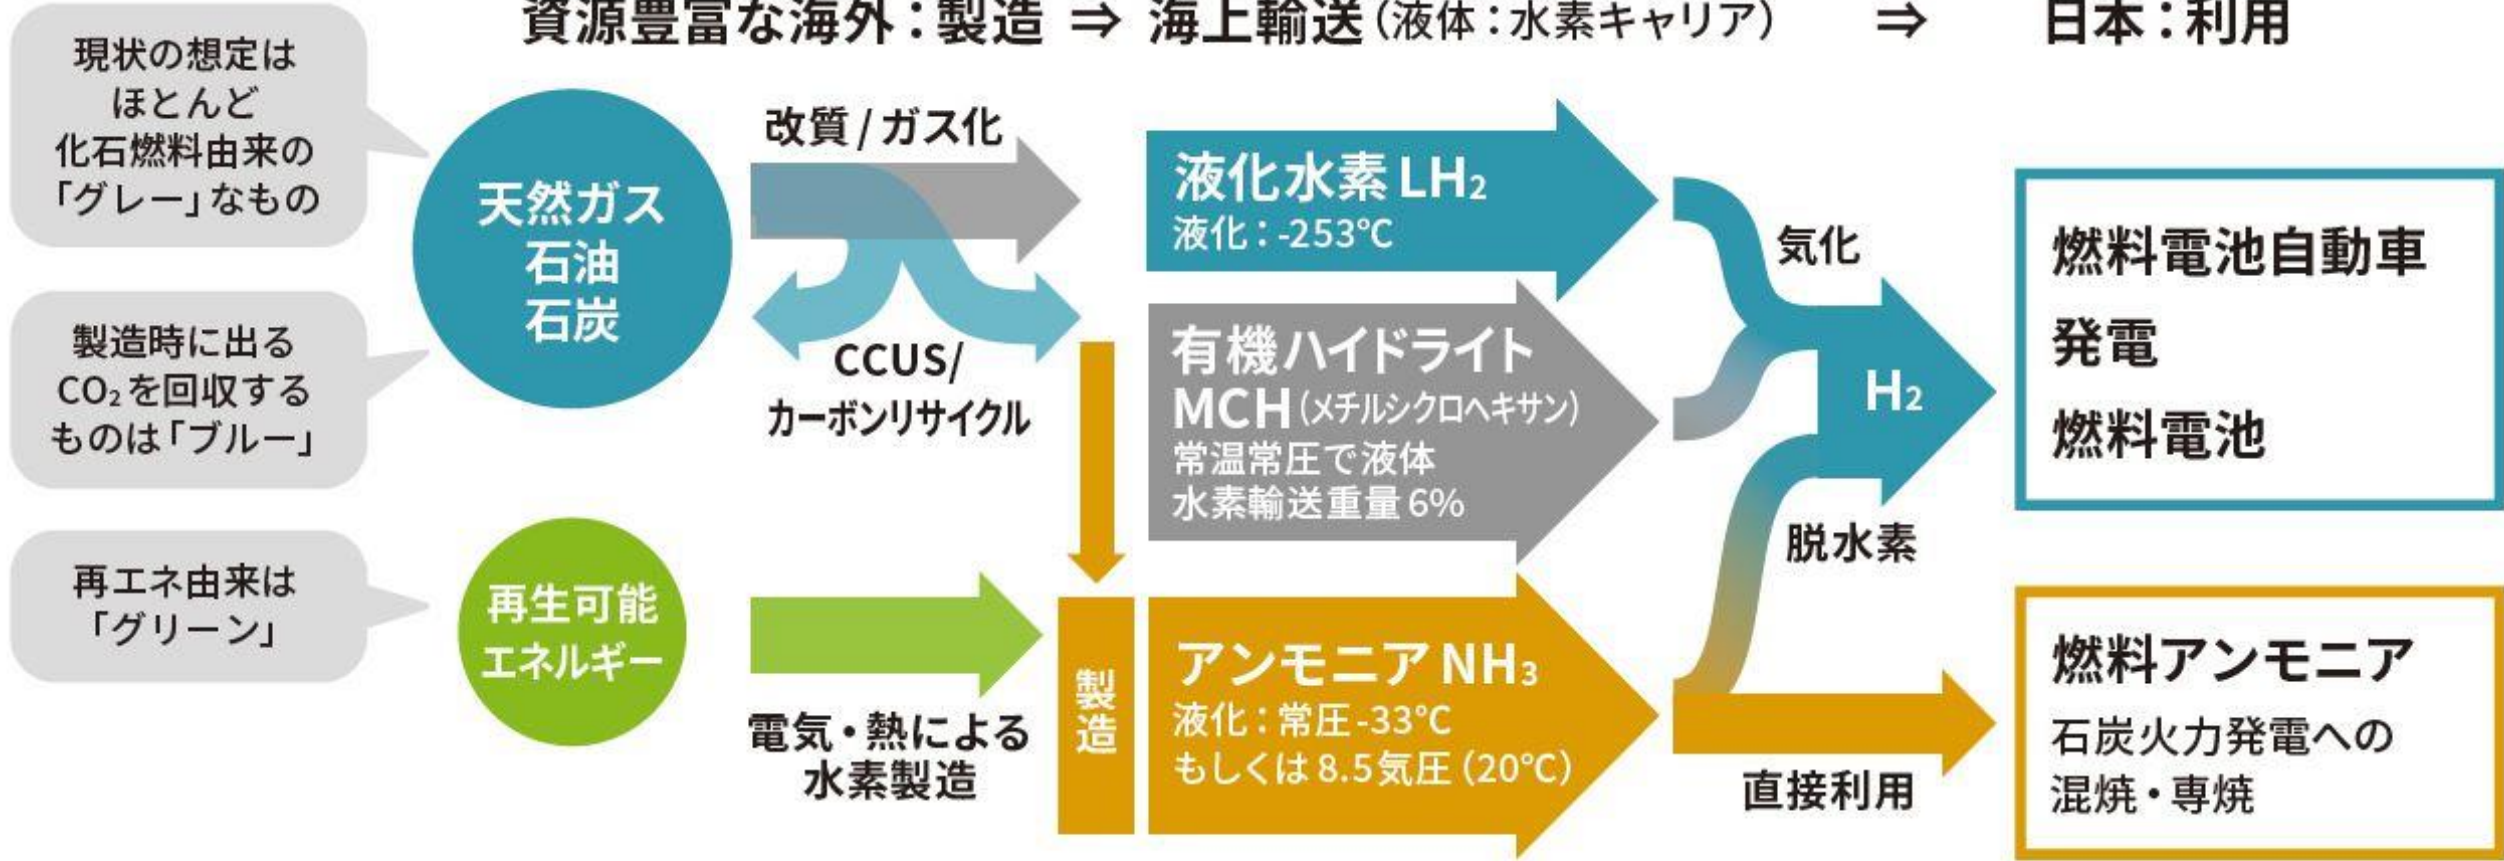 資源豊富な海外：製造 ⇒ 海上輸送（液体：水素キャリア） ⇒ 日本：利用
現状の想定は
ほとんど
化石燃料由来の
「グレー」なもの
製造時に出る
CO₂を回収する
ものは「ブルー」
再エネ由来は
「グリーン」
天然ガス
石油
石炭
再生可能
エネルギー
改質 / ガス化
CCUS/
カーボンリサイクル
電気・熱による
水素製造
製造
液化水素 LH₂
液化：-253℃
有機ハイドライト
MCH（メチルシクロヘキサン）
常温常圧で液体
水素輸送重量 6%
アンモニア NH₃
液化：常圧 -33℃
もしくは 8.5気圧（20℃）
気化
H₂
脱水素
直接利用
燃料電池自動車
発電
燃料電池
燃料アンモニア
石炭火力発電への
混焼・専焼